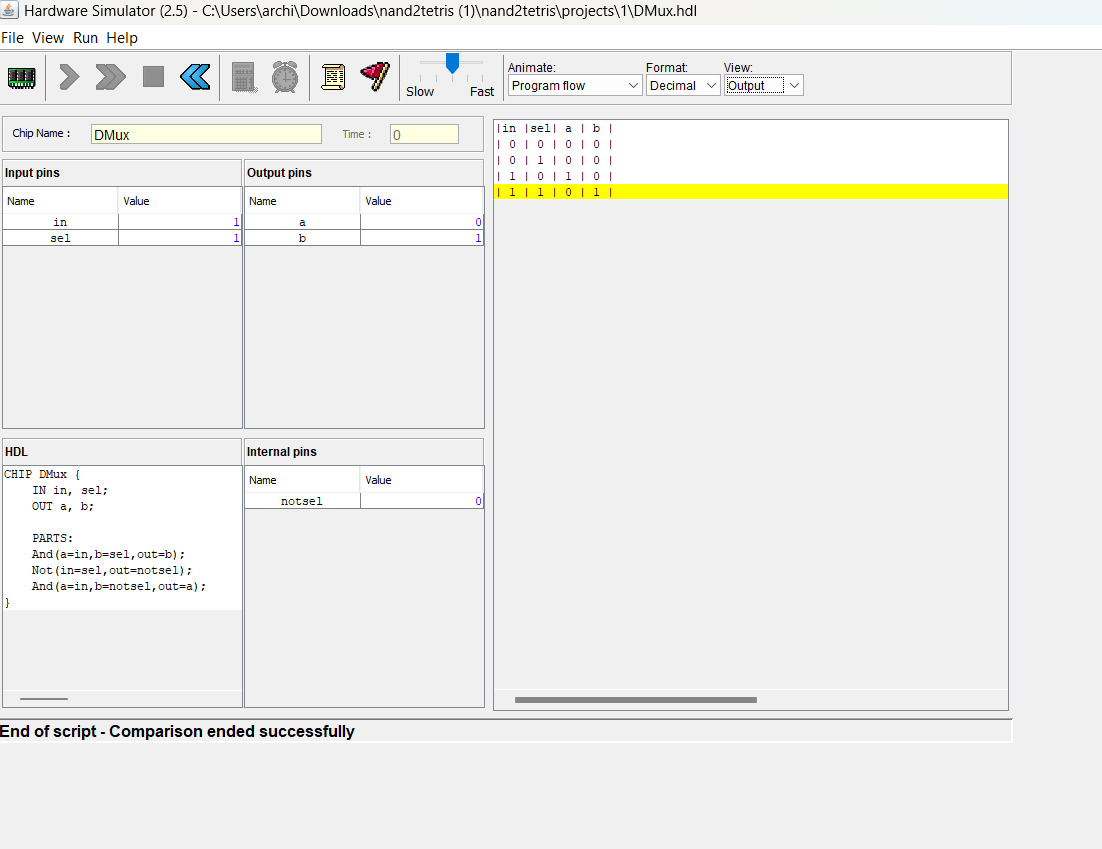 Hardware Simulator (2.5) - C:\Users\archi\Downloads\nand2tetris (1)\nand2tetris\projects\1\DMux.hdl
File View Run Help
Slow Fast
Animate: Format: View:
Program flow Decimal Output
Chip Name : DMux Time : 0
Input pins
Name Value
in 1
sel 1
Output pins
Name Value
a 0
b 1
HDL
CHIP DMux {
    IN in, sel;
    OUT a, b;
    PARTS:
    And(a=in,b=sel,out=b);
    Not(in=sel,out=notsel);
    And(a=in,b=notsel,out=a);
}
Internal pins
Name Value
notsel 0
|in |sel| a | b |
| 0 | 0 | 0 | 0 |
| 0 | 1 | 0 | 0 |
| 1 | 0 | 1 | 0 |
| 1 | 1 | 0 | 1 |
End of script - Comparison ended successfully